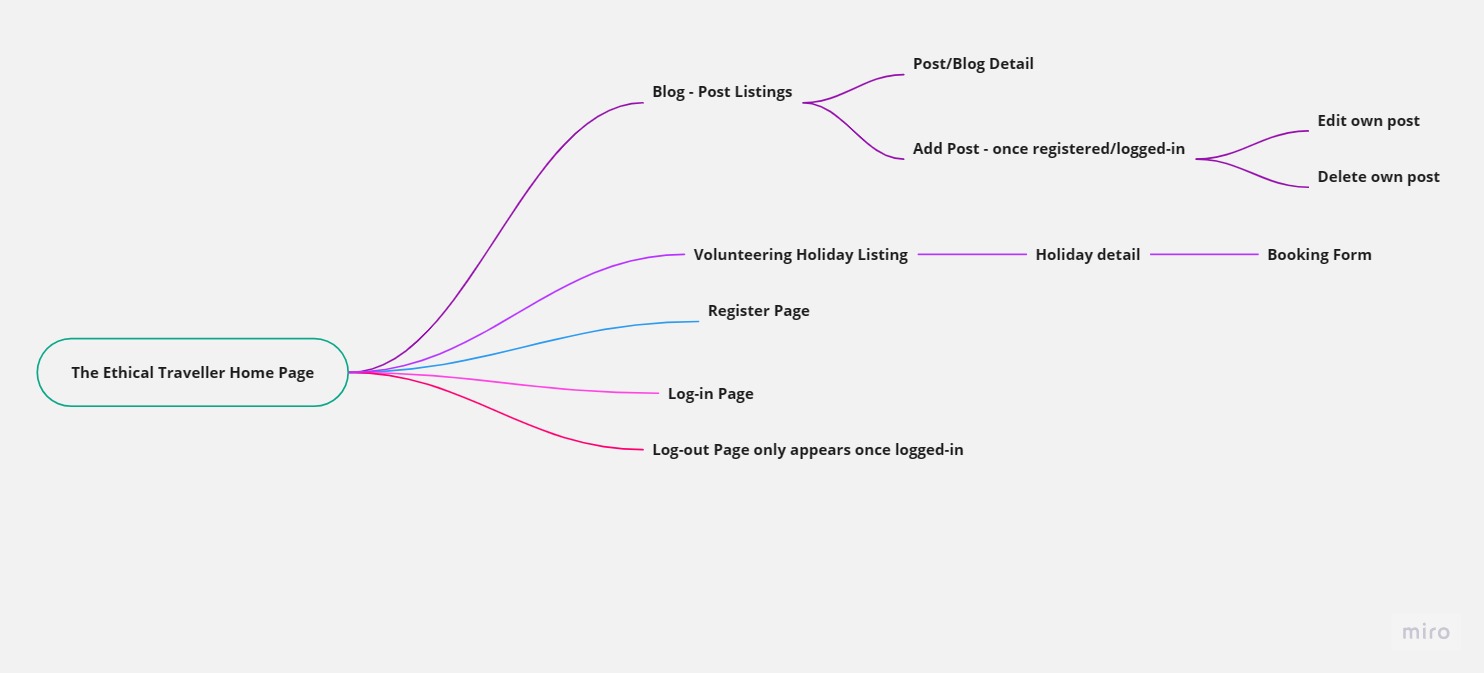 Post/Blog Detail
Blog - Post Listings
Edit own post
Add Post - once registered/logged-in
Delete own post
Volunteering Holiday Listing
Holiday detail
Booking Form
Register Page
The Ethical Traveller Home Page
Log-in Page
Log-out Page only appears once logged-in
miro